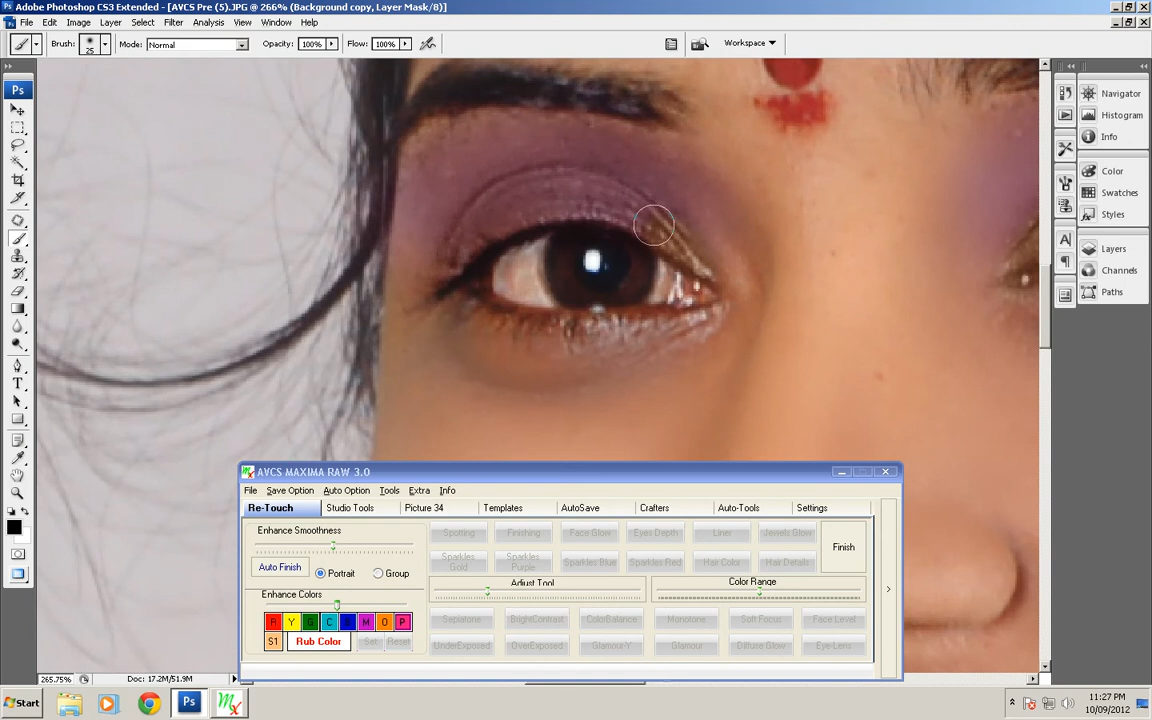 Adobe Photoshop CS3 Extended - [AVCS Pre (5).JPG @ 266% (Background copy, Layer Mask/8)]
File Edit Image Layer Select Filter Analysis View Window Help
Brush: 25 Mode: Normal Opacity: 100% Flow: 100% Workspace
Ps
Navigator
Histogram
Info
Color
Swatches
Styles
Layers
Channels
Paths
AVCS MAXIMA RAW 3.0
File Save Option Auto Option Tools Extra Info
Re-Touch Studio Tools Picture 34 Templates AutoSave Crafters Auto-Tools Settings
Enhance Smoothness
Auto Finish Portrait Group
Enhance Colors
R Y G C B M O P
S1 Rub Color Set Reset
Spotting Finishing Face Glow Eyes Depth Liner Jewels Glow
Sparkles Gold Sparkles Purple Sparkles Blue Sparkles Red Hair Color Hair Details
Finish
Adjust Tool Color Range
Sepiatone BrightContrast ColorBalance Monotone Soft Focus Face Level
UnderExposed OverExposed GlamourY Glamour Diffuse Glow Eye-Lens
265.75% Doc: 17.2M/51.9M
Start Ps 11:27 PM
10/09/2012